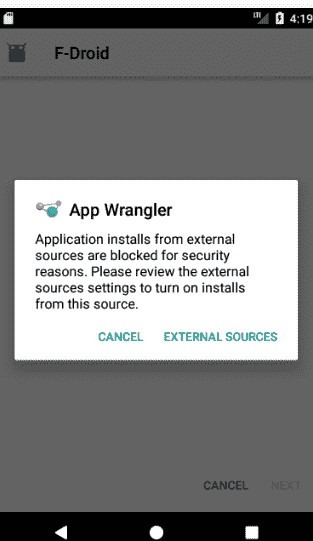 LTE 4:19
F-Droid
App Wrangler
Application installs from external
sources are blocked for security
reasons. Please review the external
sources settings to turn on installs
from this source.
CANCEL EXTERNAL SOURCES
CANCEL NEXT